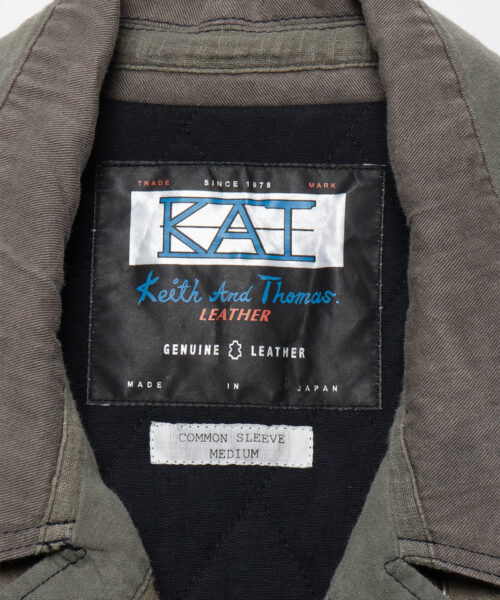 TRADE SINCE 1978 MARK
KAT
Keith And Thomas.
LEATHER
GENUINE LEATHER
MADE IN JAPAN
COMMON SLEEVE
MEDIUM